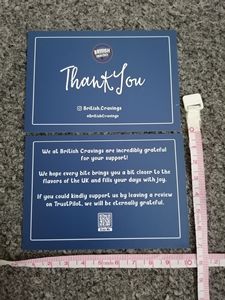 BRITISH
CRAVINGS
Thank You
British.Cravings
@BritishCravings
We at British Cravings are incredibly grateful
for your support!
We hope every bite brings you a bit closer to the
flavors of the UK and fills your days with joy.
If you could kindly support us by leaving a review
on TrustPilot, we will be eternally grateful.